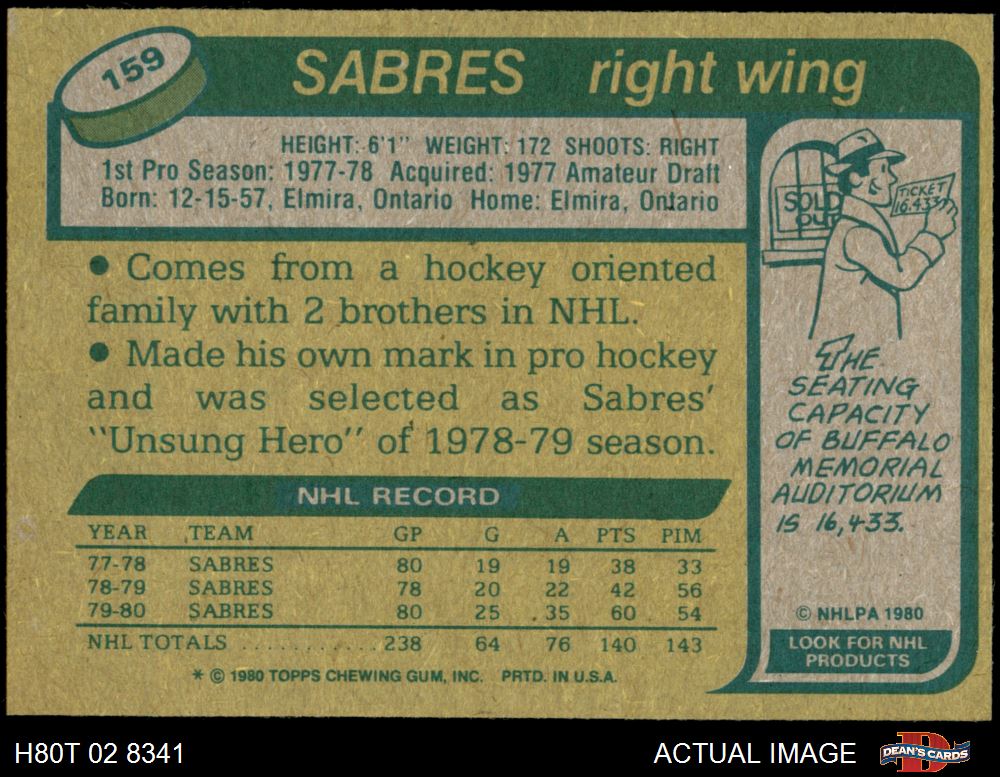 159
SABRES right wing
HEIGHT: 6'1" WEIGHT: 172 SHOOTS: RIGHT
1st Pro Season: 1977-78 Acquired: 1977 Amateur Draft
Born: 12-15-57, Elmira, Ontario Home: Elmira, Ontario
• Comes from a hockey oriented
family with 2 brothers in NHL.
• Made his own mark in pro hockey
and was selected as Sabres'
"Unsung Hero" of 1978-79 season.
NHL RECORD
YEAR TEAM GP G A PTS PIM
77-78 SABRES 80 19 19 38 33
78-79 SABRES 78 20 22 42 56
79-80 SABRES 80 25 35 60 54
NHL TOTALS ........... 238 64 76 140 143
* © 1980 TOPPS CHEWING GUM, INC. PRTD. IN U.S.A.
SOLD
OUT
TICKET
16,433
THE
SEATING
CAPACITY
OF BUFFALO
MEMORIAL
AUDITORIUM
IS 16,433.
© NHLPA 1980
LOOK FOR NHL
PRODUCTS
H80T 02 8341
ACTUAL IMAGE
DEAN'S CARDS